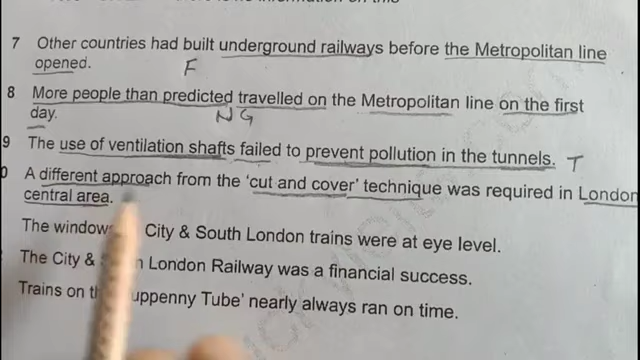 7 Other countries had built underground railways before the Metropolitan line
opened. F
8 More people than predicted travelled on the Metropolitan line on the first
day. NG
9 The use of ventilation shafts failed to prevent pollution in the tunnels. T
0 A different approach from the ‘cut and cover’ technique was required in London
central area.
The windows City & South London trains were at eye level.
The City & London Railway was a financial success.
Trains on nearly always ran on time.